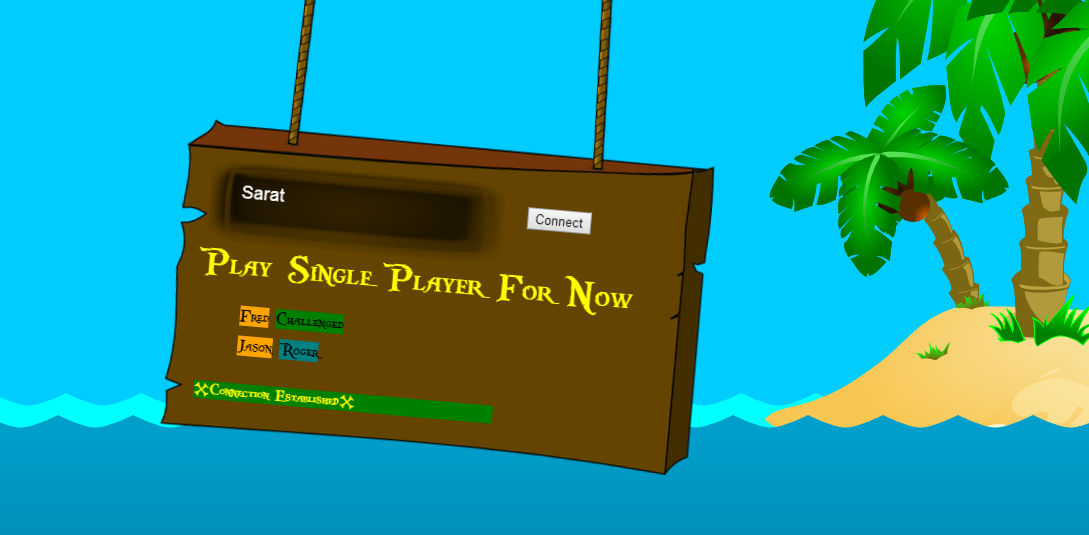 Sarat
Connect
Play Single Player For Now
Fred Challenged
Jason Roger
Connection Established